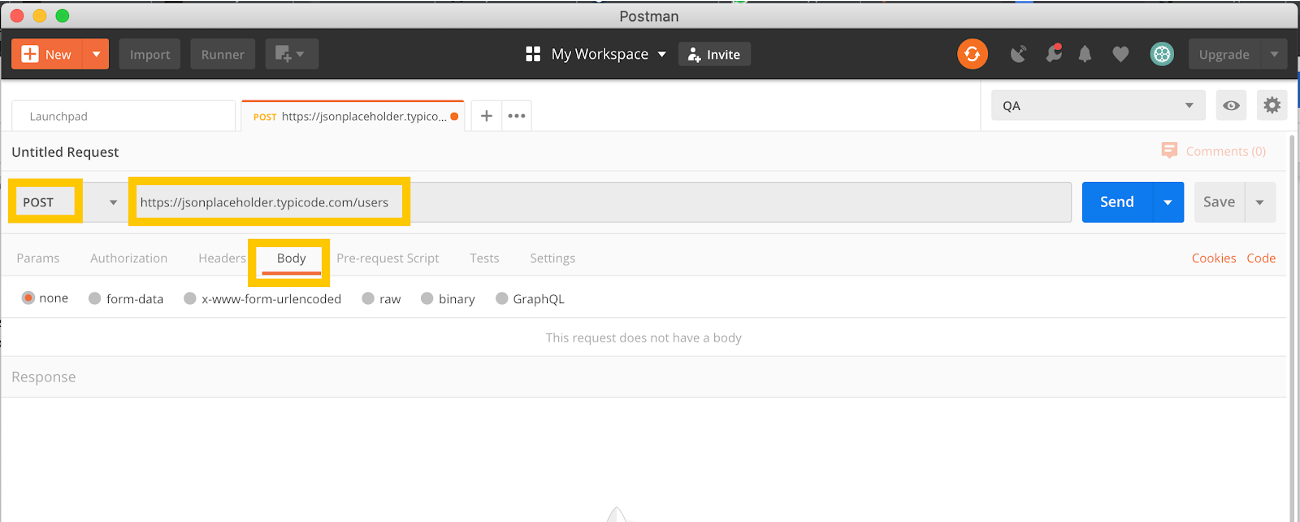 Postman
New Import Runner My Workspace Invite Upgrade
Launchpad POST https://jsonplaceholder.typico... QA
Untitled Request Comments (0)
POST https://jsonplaceholder.typicode.com/users Send Save
Params Authorization Headers Body Pre-request Script Tests Settings Cookies Code
none form-data x-www-form-urlencoded raw binary GraphQL
This request does not have a body
Response